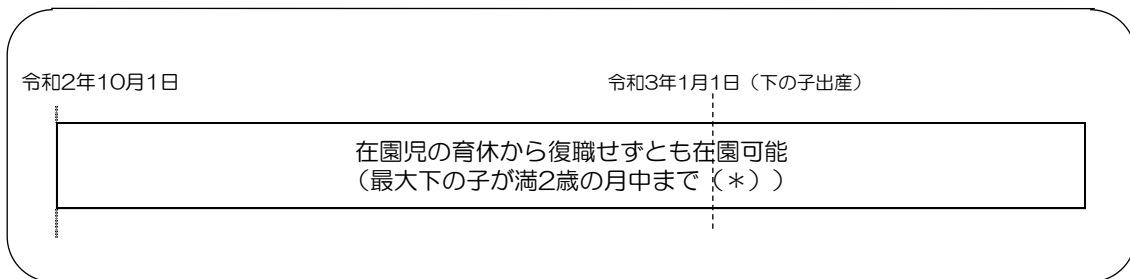 令和2年10月1日
令和3年1月1日（下の子出産）
在園児の育休から復職せずとも在園可能
（最大下の子が満2歳の月中まで（＊））